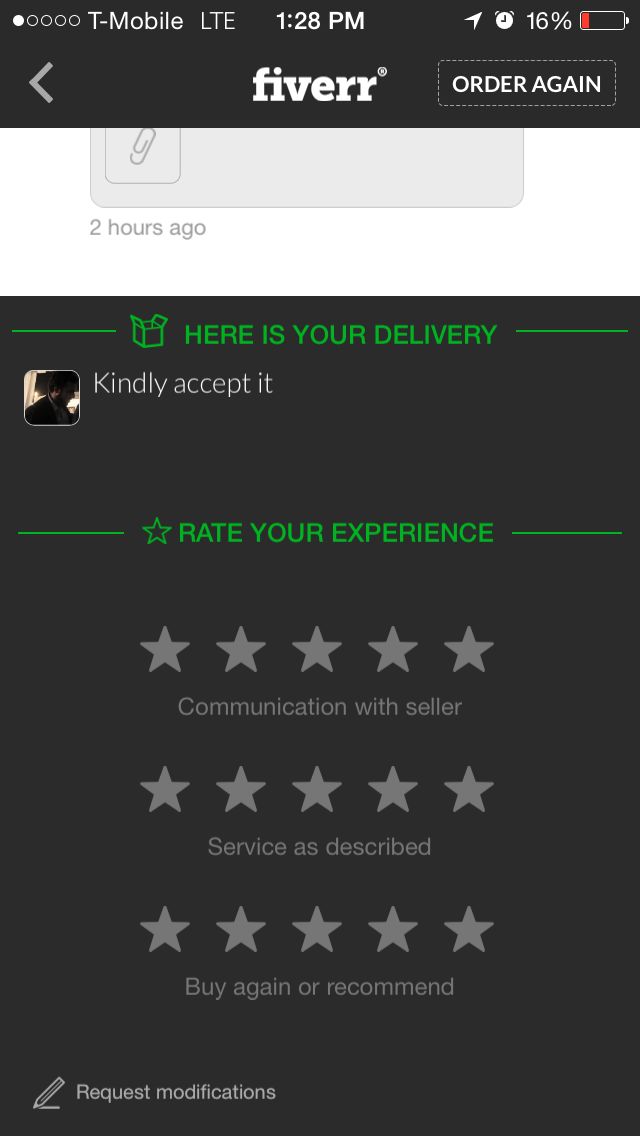 T-Mobile LTE 1:28 PM 16%
fiverr® ORDER AGAIN
2 hours ago
HERE IS YOUR DELIVERY
Kindly accept it
RATE YOUR EXPERIENCE
Communication with seller
Service as described
Buy again or recommend
Request modifications